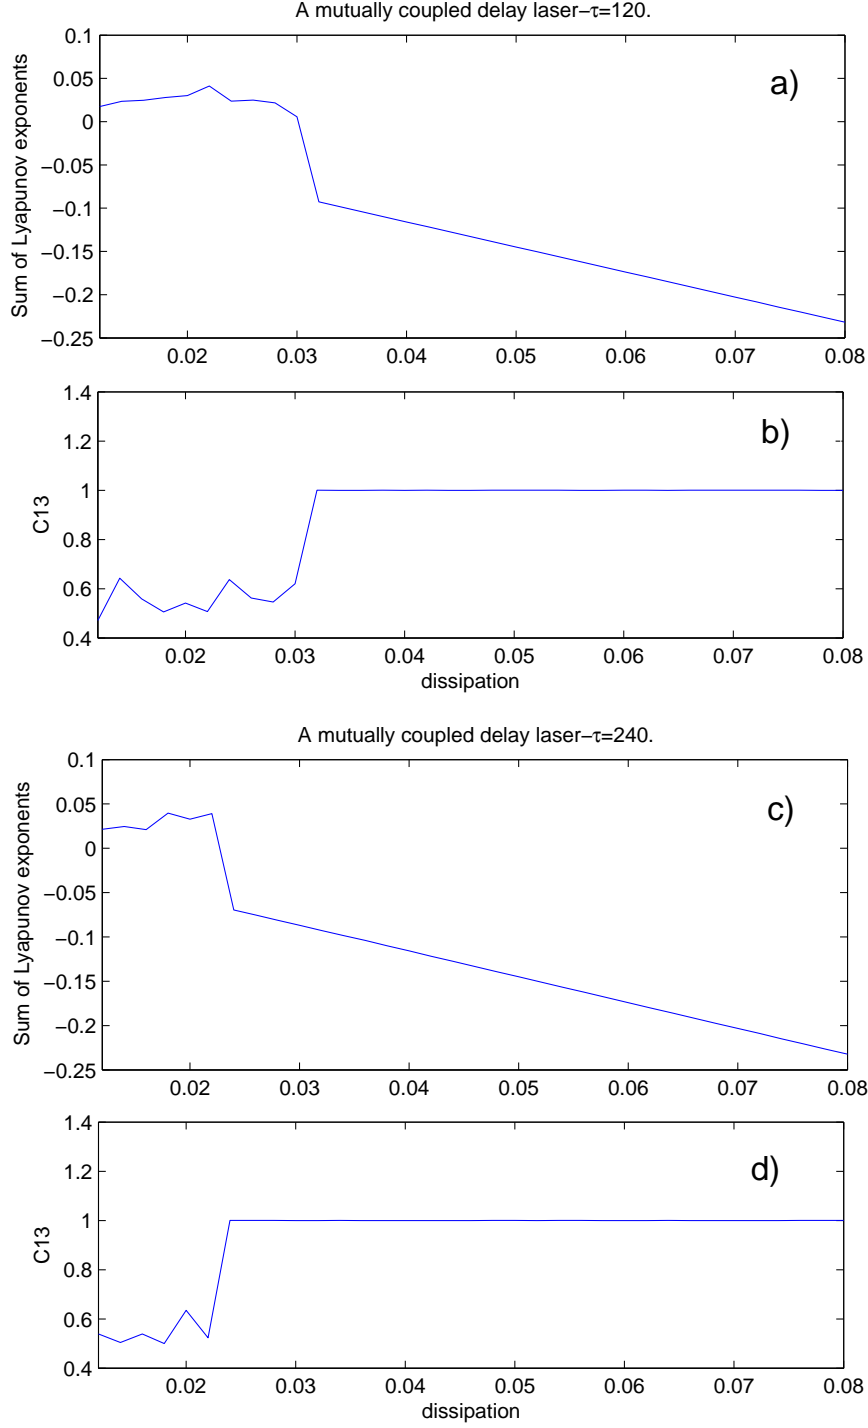 A mutually coupled delay laser−τ=120.
a)
Sum of Lyapunov exponents
0.1
0.05
0
−0.05
−0.1
−0.15
−0.2
−0.25
0.02 0.03 0.04 0.05 0.06 0.07 0.08
b)
C13
1.4
1.2
1
0.8
0.6
0.4
0.02 0.03 0.04 0.05 0.06 0.07 0.08
dissipation
A mutually coupled delay laser−τ=240.
c)
Sum of Lyapunov exponents
0.1
0.05
0
−0.05
−0.1
−0.15
−0.2
−0.25
0.02 0.03 0.04 0.05 0.06 0.07 0.08
d)
C13
1.4
1.2
1
0.8
0.6
0.4
0.02 0.03 0.04 0.05 0.06 0.07 0.08
dissipation